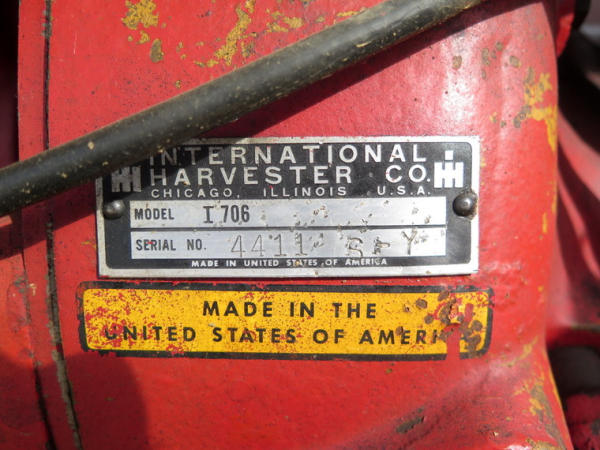 INTERNATIONAL
HARVESTER CO.
CHICAGO, ILLINOIS U.S.A.
MODEL I 706
SERIAL NO. 4411 S F Y
MADE IN UNITED STATES OF AMERICA
MADE IN THE
UNITED STATES OF AMERI